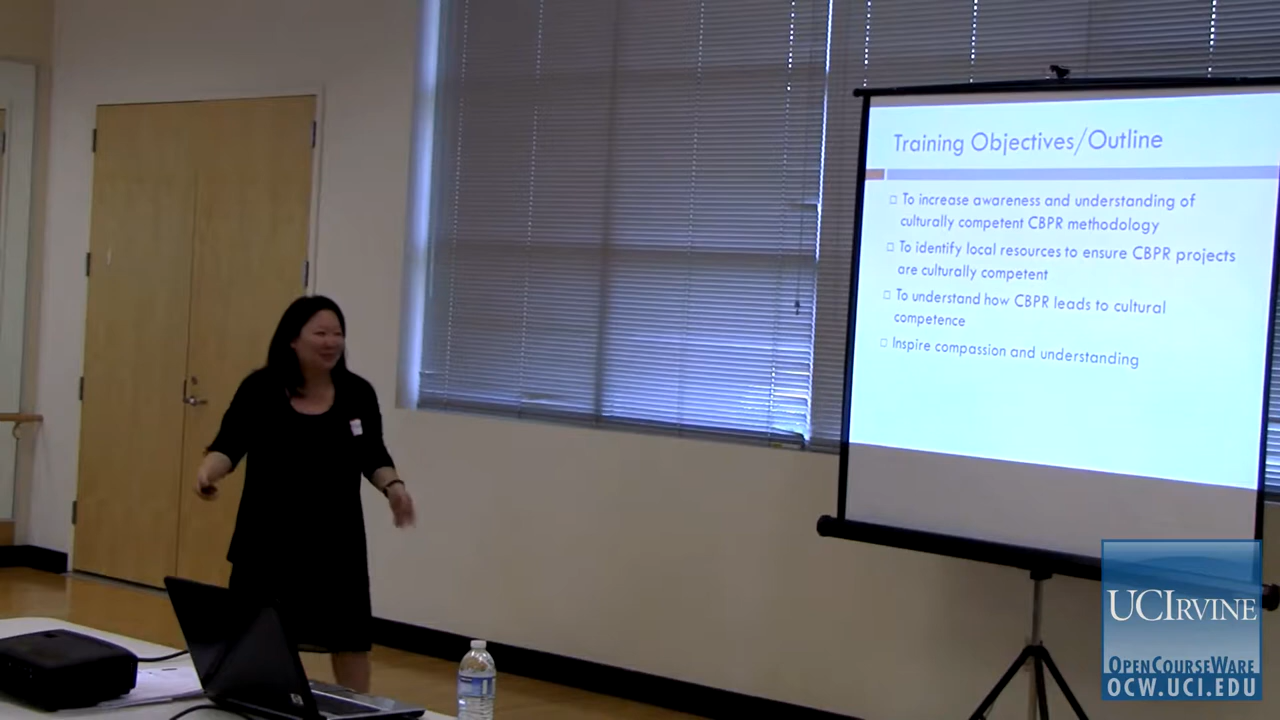 Training Objectives/Outline
To increase awareness and understanding of
culturally competent CBPR methodology
To identify local resources to ensure CBPR projects
are culturally competent
To understand how CBPR leads to cultural
competence
Inspire compassion and understanding
UCIRVINE
OPENCOURSEWARE
OCW.UCI.EDU